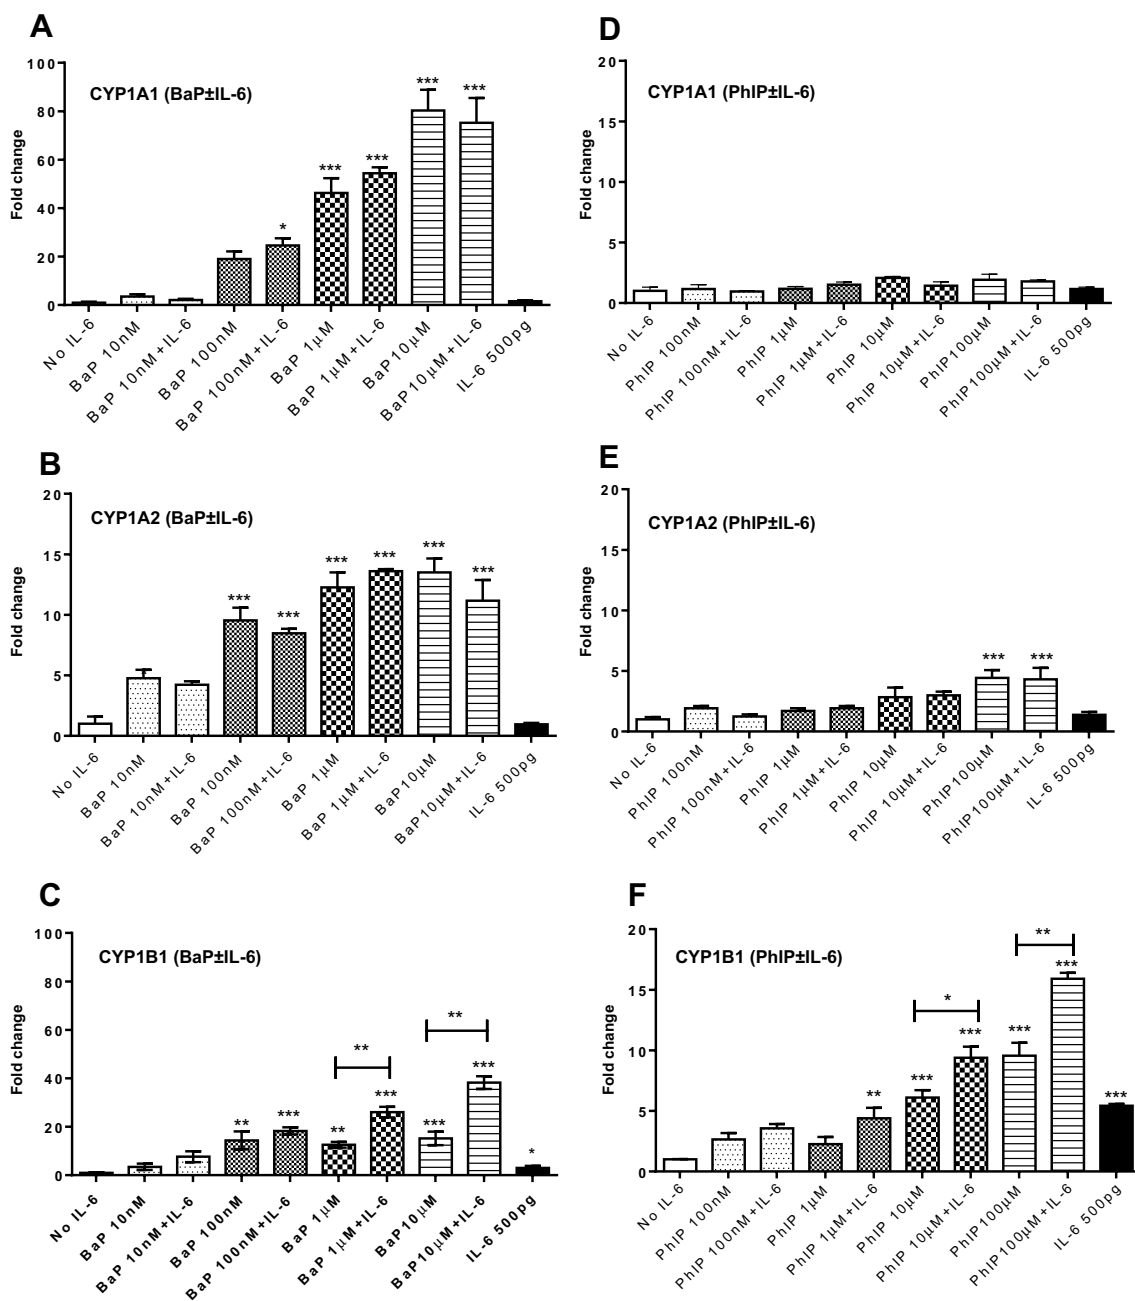 A
CYP1A1 (BaP±IL-6)
Fold change
100
80
60
40
20
0
*
***
***
***
***
No IL-6
BaP 10nM
BaP 10nM+IL-6
BaP 100nM
BaP 100nM+IL-6
BaP 1μM
BaP 1μM+IL-6
BaP10μM
BaP10μM+IL-6
IL-6 500pg
D
CYP1A1 (PhIP±IL-6)
Fold change
20
15
10
5
0
No IL-6
PhIP 100nM
PhIP 100nM+IL-6
PhIP 1μM
PhIP 1μM+IL-6
PhIP 10μM
PhIP 10μM+IL-6
PhIP100μM
PhIP100μM+IL-6
IL-6 500pg
B
CYP1A2 (BaP±IL-6)
Fold change
20
15
10
5
0
***
***
***
***
***
***
No IL-6
BaP 10nM
BaP 10nM+IL-6
BaP 100nM
BaP 100nM+IL-6
BaP 1μM
BaP 1μM+IL-6
BaP10μM
BaP10μM+IL-6
IL-6 500pg
E
CYP1A2 (PhIP±IL-6)
Fold change
20
15
10
5
0
***
***
No IL-6
PhIP 100nM
PhIP 100nM+IL-6
PhIP 1μM
PhIP 1μM+IL-6
PhIP 10μM
PhIP 10μM+IL-6
PhIP100μM
PhIP100μM+IL-6
IL-6 500pg
C
CYP1B1 (BaP±IL-6)
Fold change
100
80
60
40
20
0
**
***
**
**
***
**
***
***
*
No IL-6
BaP 10nM
BaP 10nM+IL-6
BaP 100nM
BaP 100nM+IL-6
BaP 1μM
BaP 1μM+IL-6
BaP10μM
BaP10μM+IL-6
IL-6 500pg
F
CYP1B1 (PhIP±IL-6)
Fold change
20
15
10
5
0
**
***
*
***
***
**
***
***
No IL-6
PhIP 100nM
PhIP 100nM+IL-6
PhIP 1μM
PhIP 1μM+IL-6
PhIP 10μM
PhIP 10μM+IL-6
PhIP100μM
PhIP100μM+IL-6
IL-6 500pg